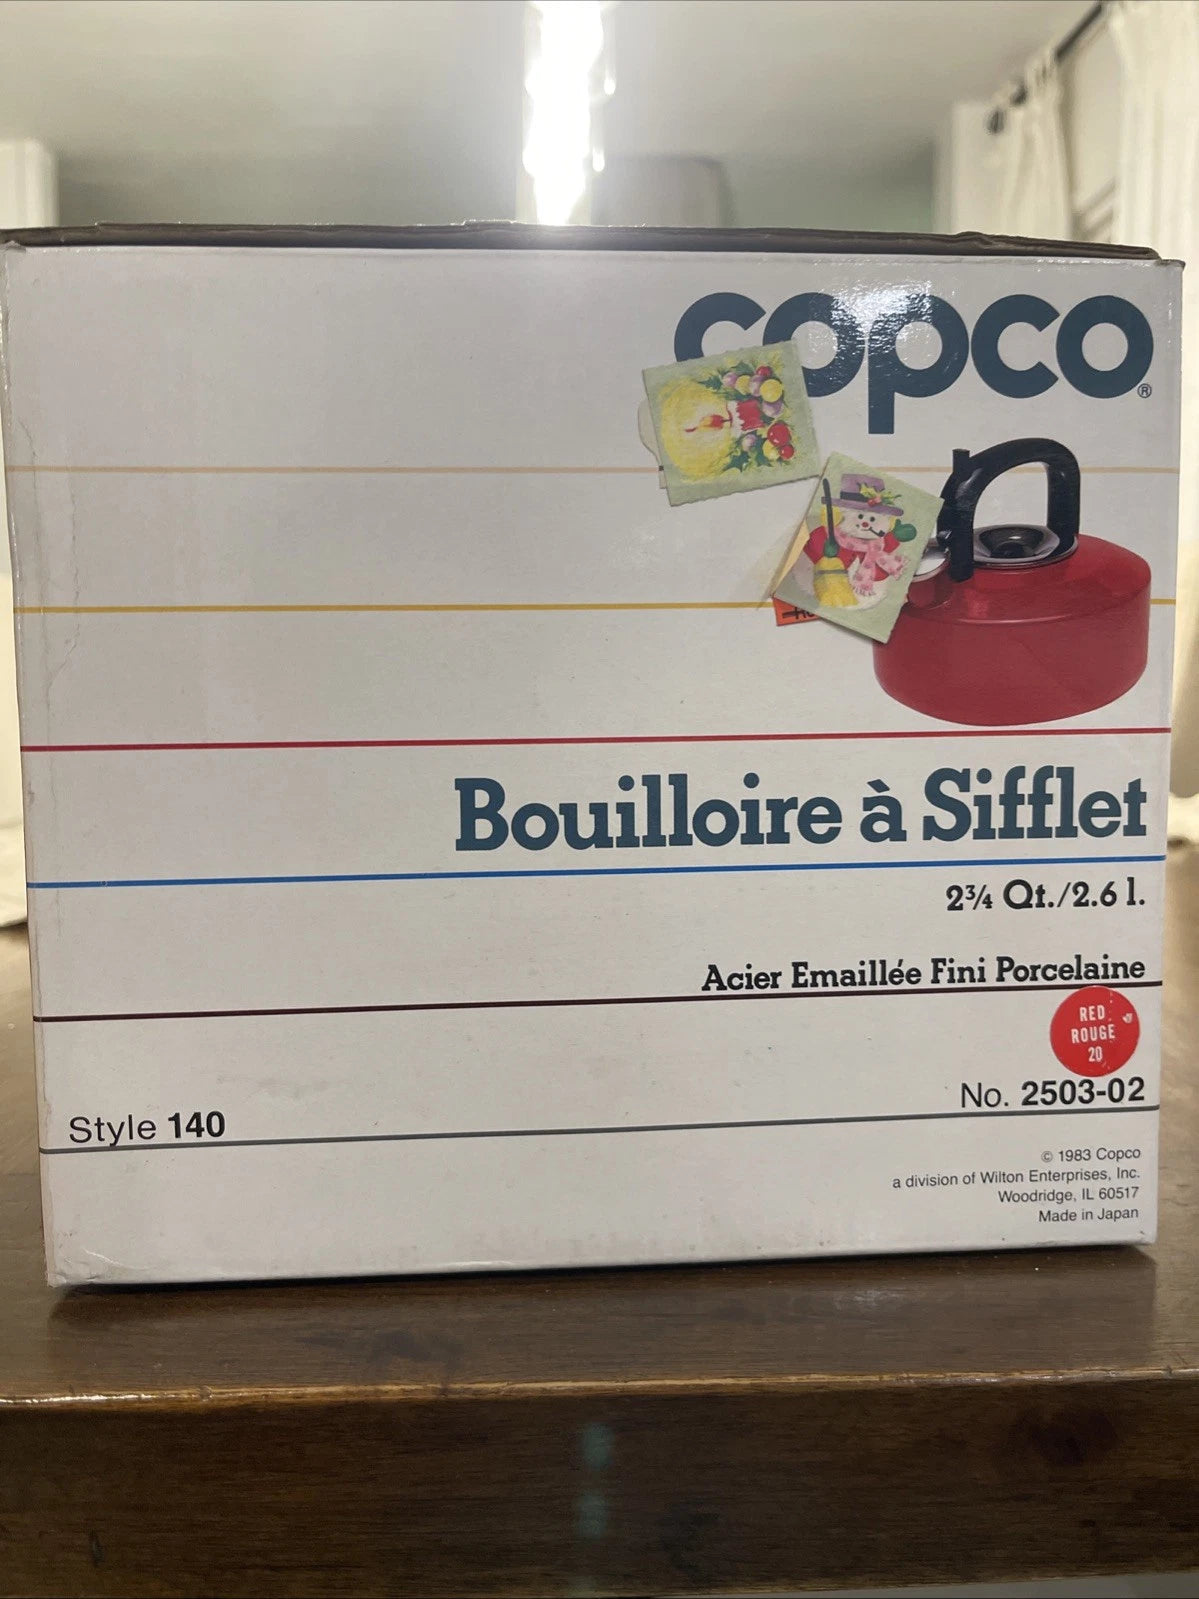 copco®
Bouilloire à Sifflet
2¾ Qt./2.6 l.
Acier Emaillée Fini Porcelaine
RED
ROUGE
20
No. 2503-02
Style 140
© 1983 Copco
a division of Wilton Enterprises, Inc.
Woodridge, IL 60517
Made in Japan